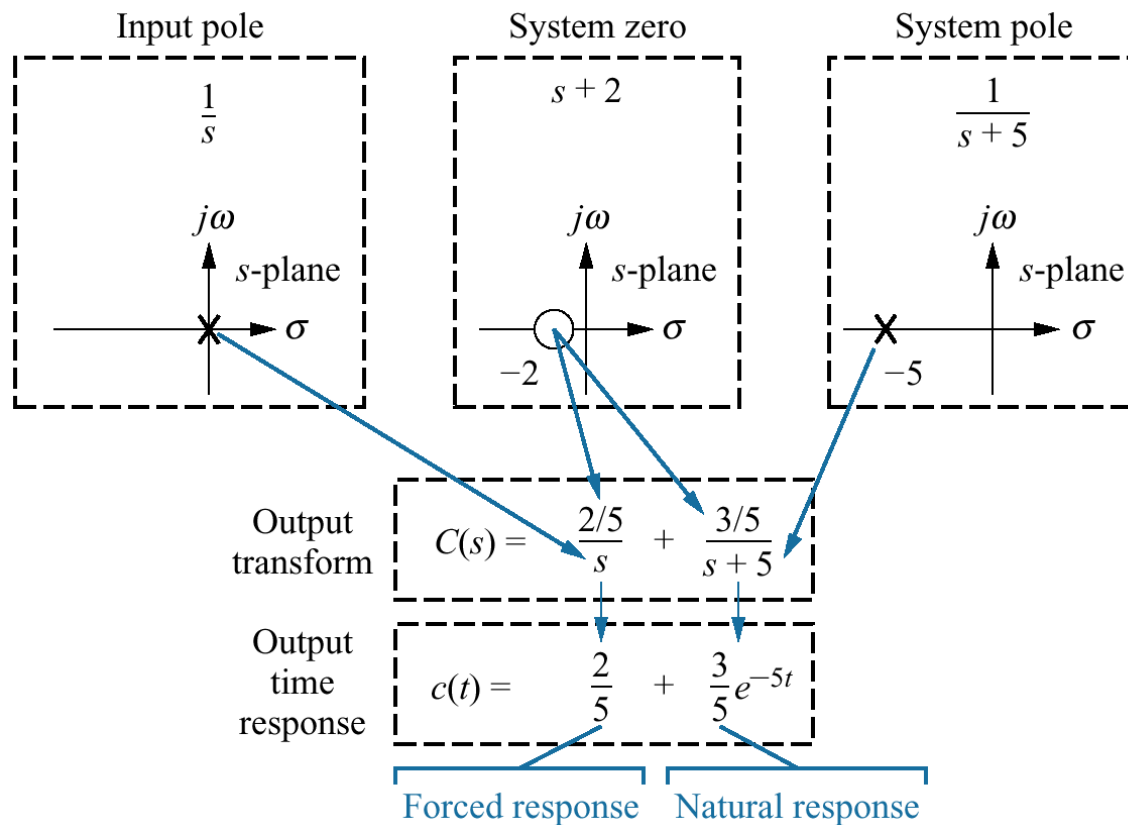 Input pole
System zero
System pole
1/s
s + 2
1/(s + 5)
jω
s-plane
σ
jω
s-plane
σ
−2
jω
σ
−5
Output
transform
C(s) = (2/5)/s + (3/5)/(s + 5)
Output
time
response
c(t) = 2/5 + 3/5 e^{−5t}
Forced response
Natural response